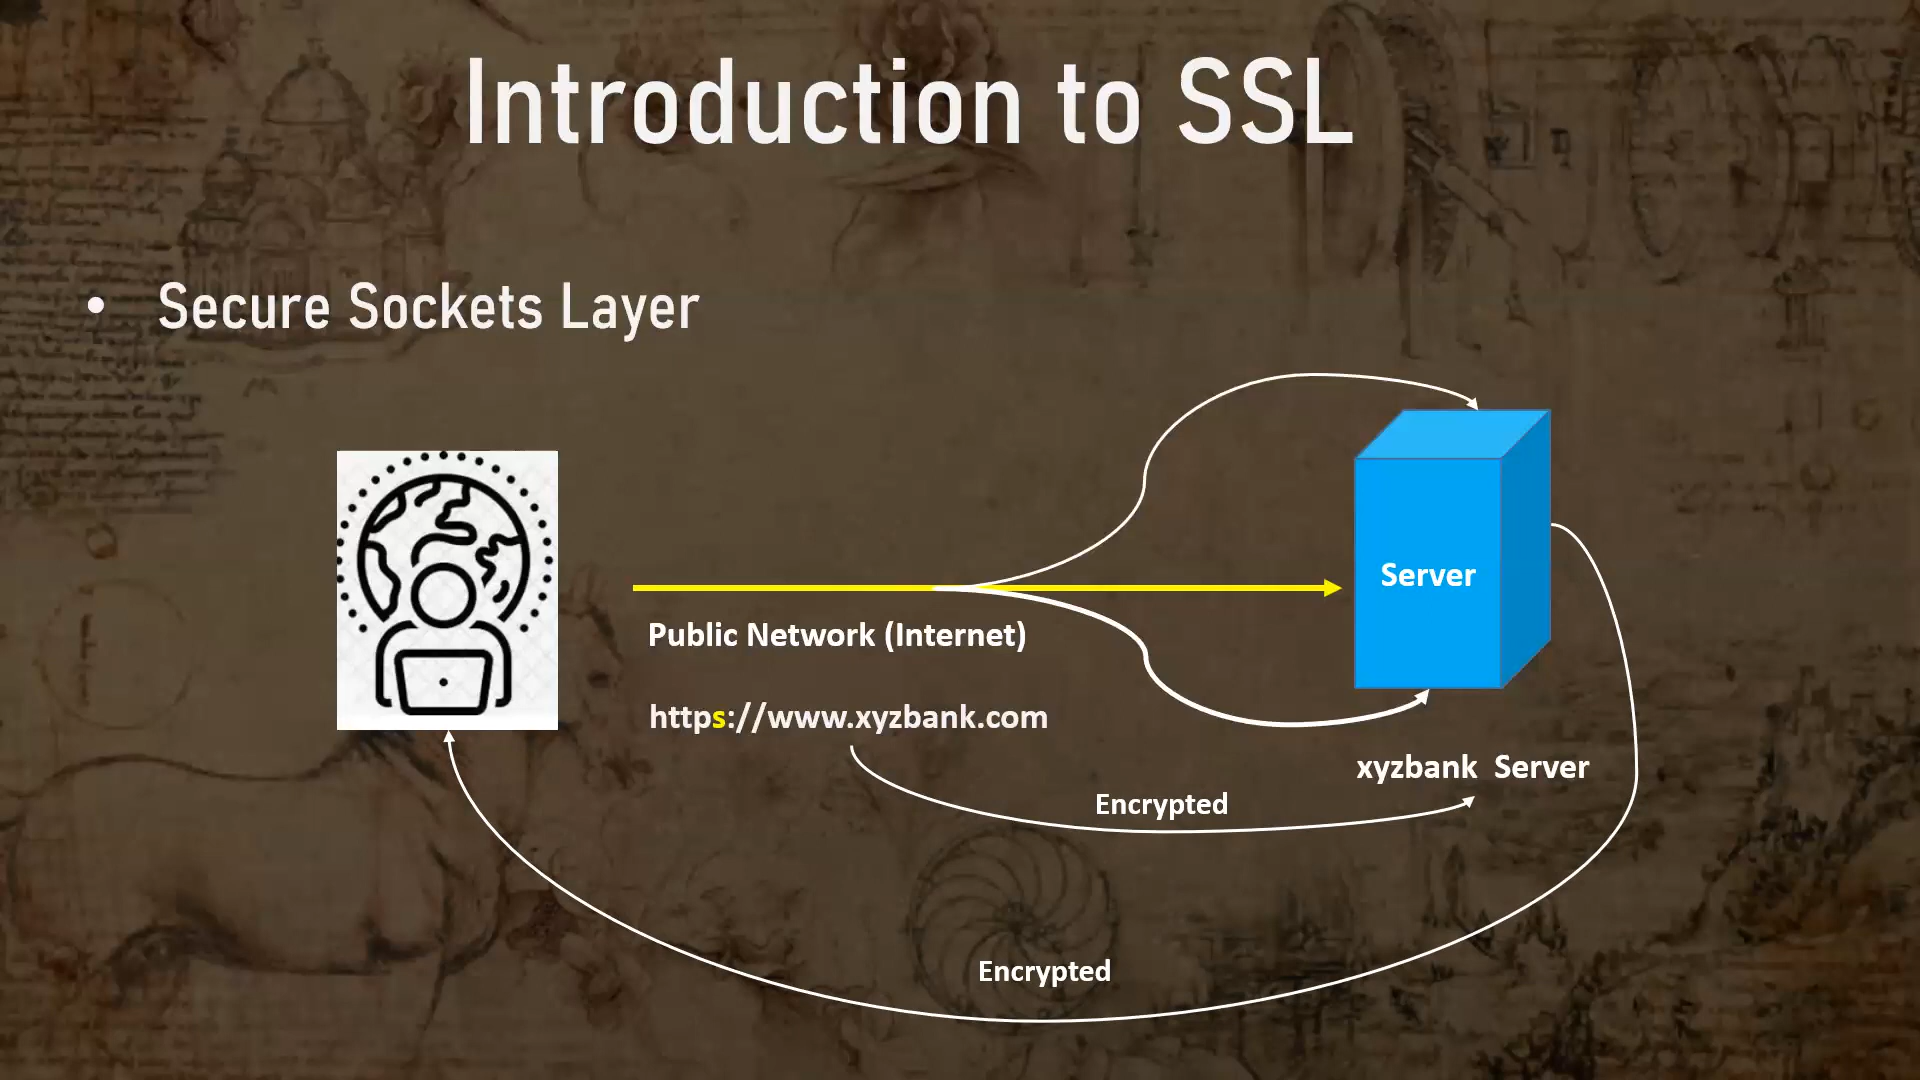 Introduction to SSL
• Secure Sockets Layer
Server
Public Network (Internet)
https://www.xyzbank.com
xyzbank Server
Encrypted
Encrypted